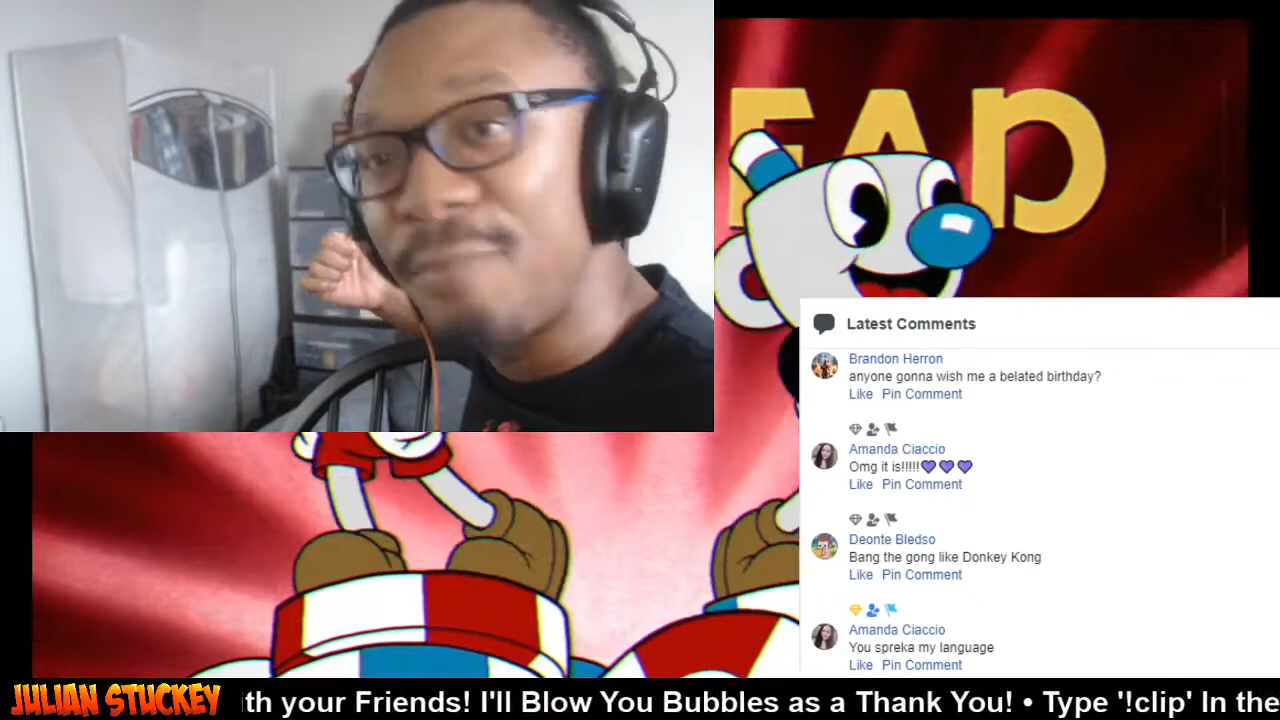 EAD
Latest Comments
Brandon Herron
anyone gonna wish me a belated birthday?
Like Pin Comment
Amanda Ciaccio
Omg it is!!!!!💜💜💜
Like Pin Comment
Deonte Bledso
Bang the gong like Donkey Kong
Like Pin Comment
Amanda Ciaccio
You spreka my language
Like Pin Comment
JULIAN STUCKEY ith your Friends! I'll Blow You Bubbles as a Thank You! • Type '!clip' In the